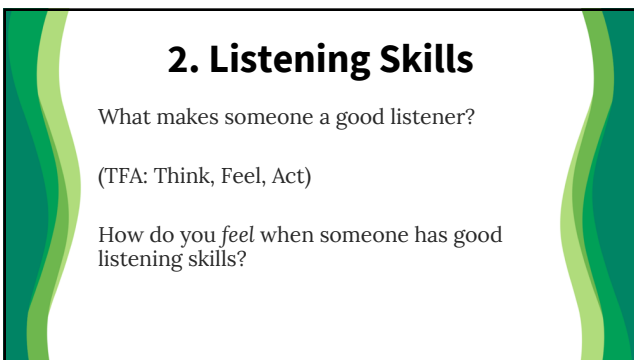 2. Listening Skills
What makes someone a good listener?
(TFA: Think, Feel, Act)
How do you feel when someone has good
listening skills?